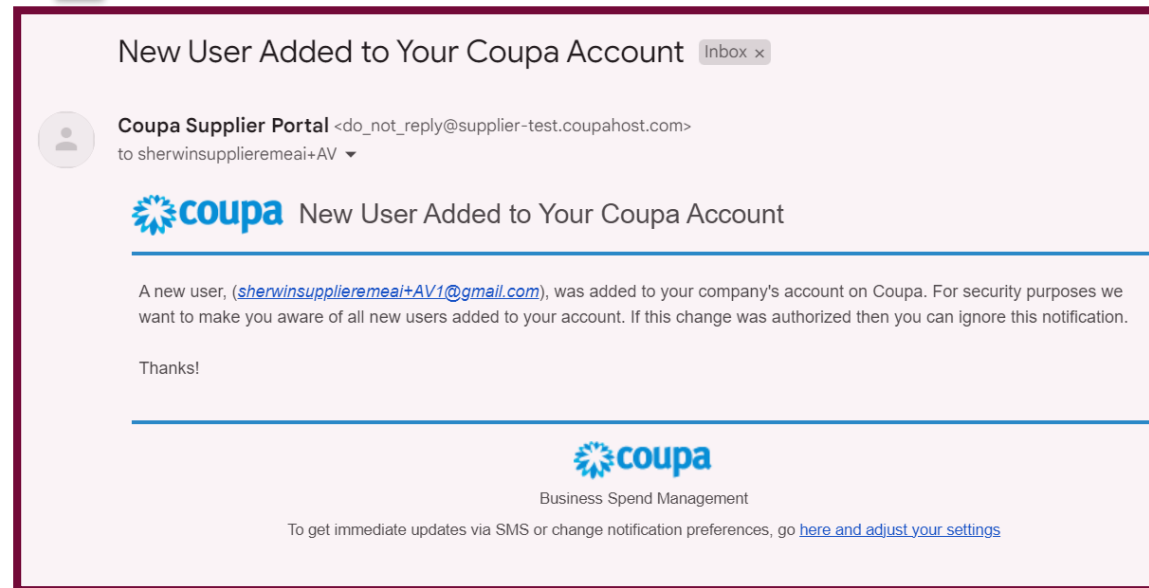 New User Added to Your Coupa Account Inbox ×
Coupa Supplier Portal <do_not_reply@supplier-test.coupahost.com>
to sherwinsupplieremeai+AV
coupa New User Added to Your Coupa Account
A new user, (sherwinsupplieremeai+AV1@gmail.com), was added to your company's account on Coupa. For security purposes we
want to make you aware of all new users added to your account. If this change was authorized then you can ignore this notification.
Thanks!
coupa
Business Spend Management
To get immediate updates via SMS or change notification preferences, go here and adjust your settings